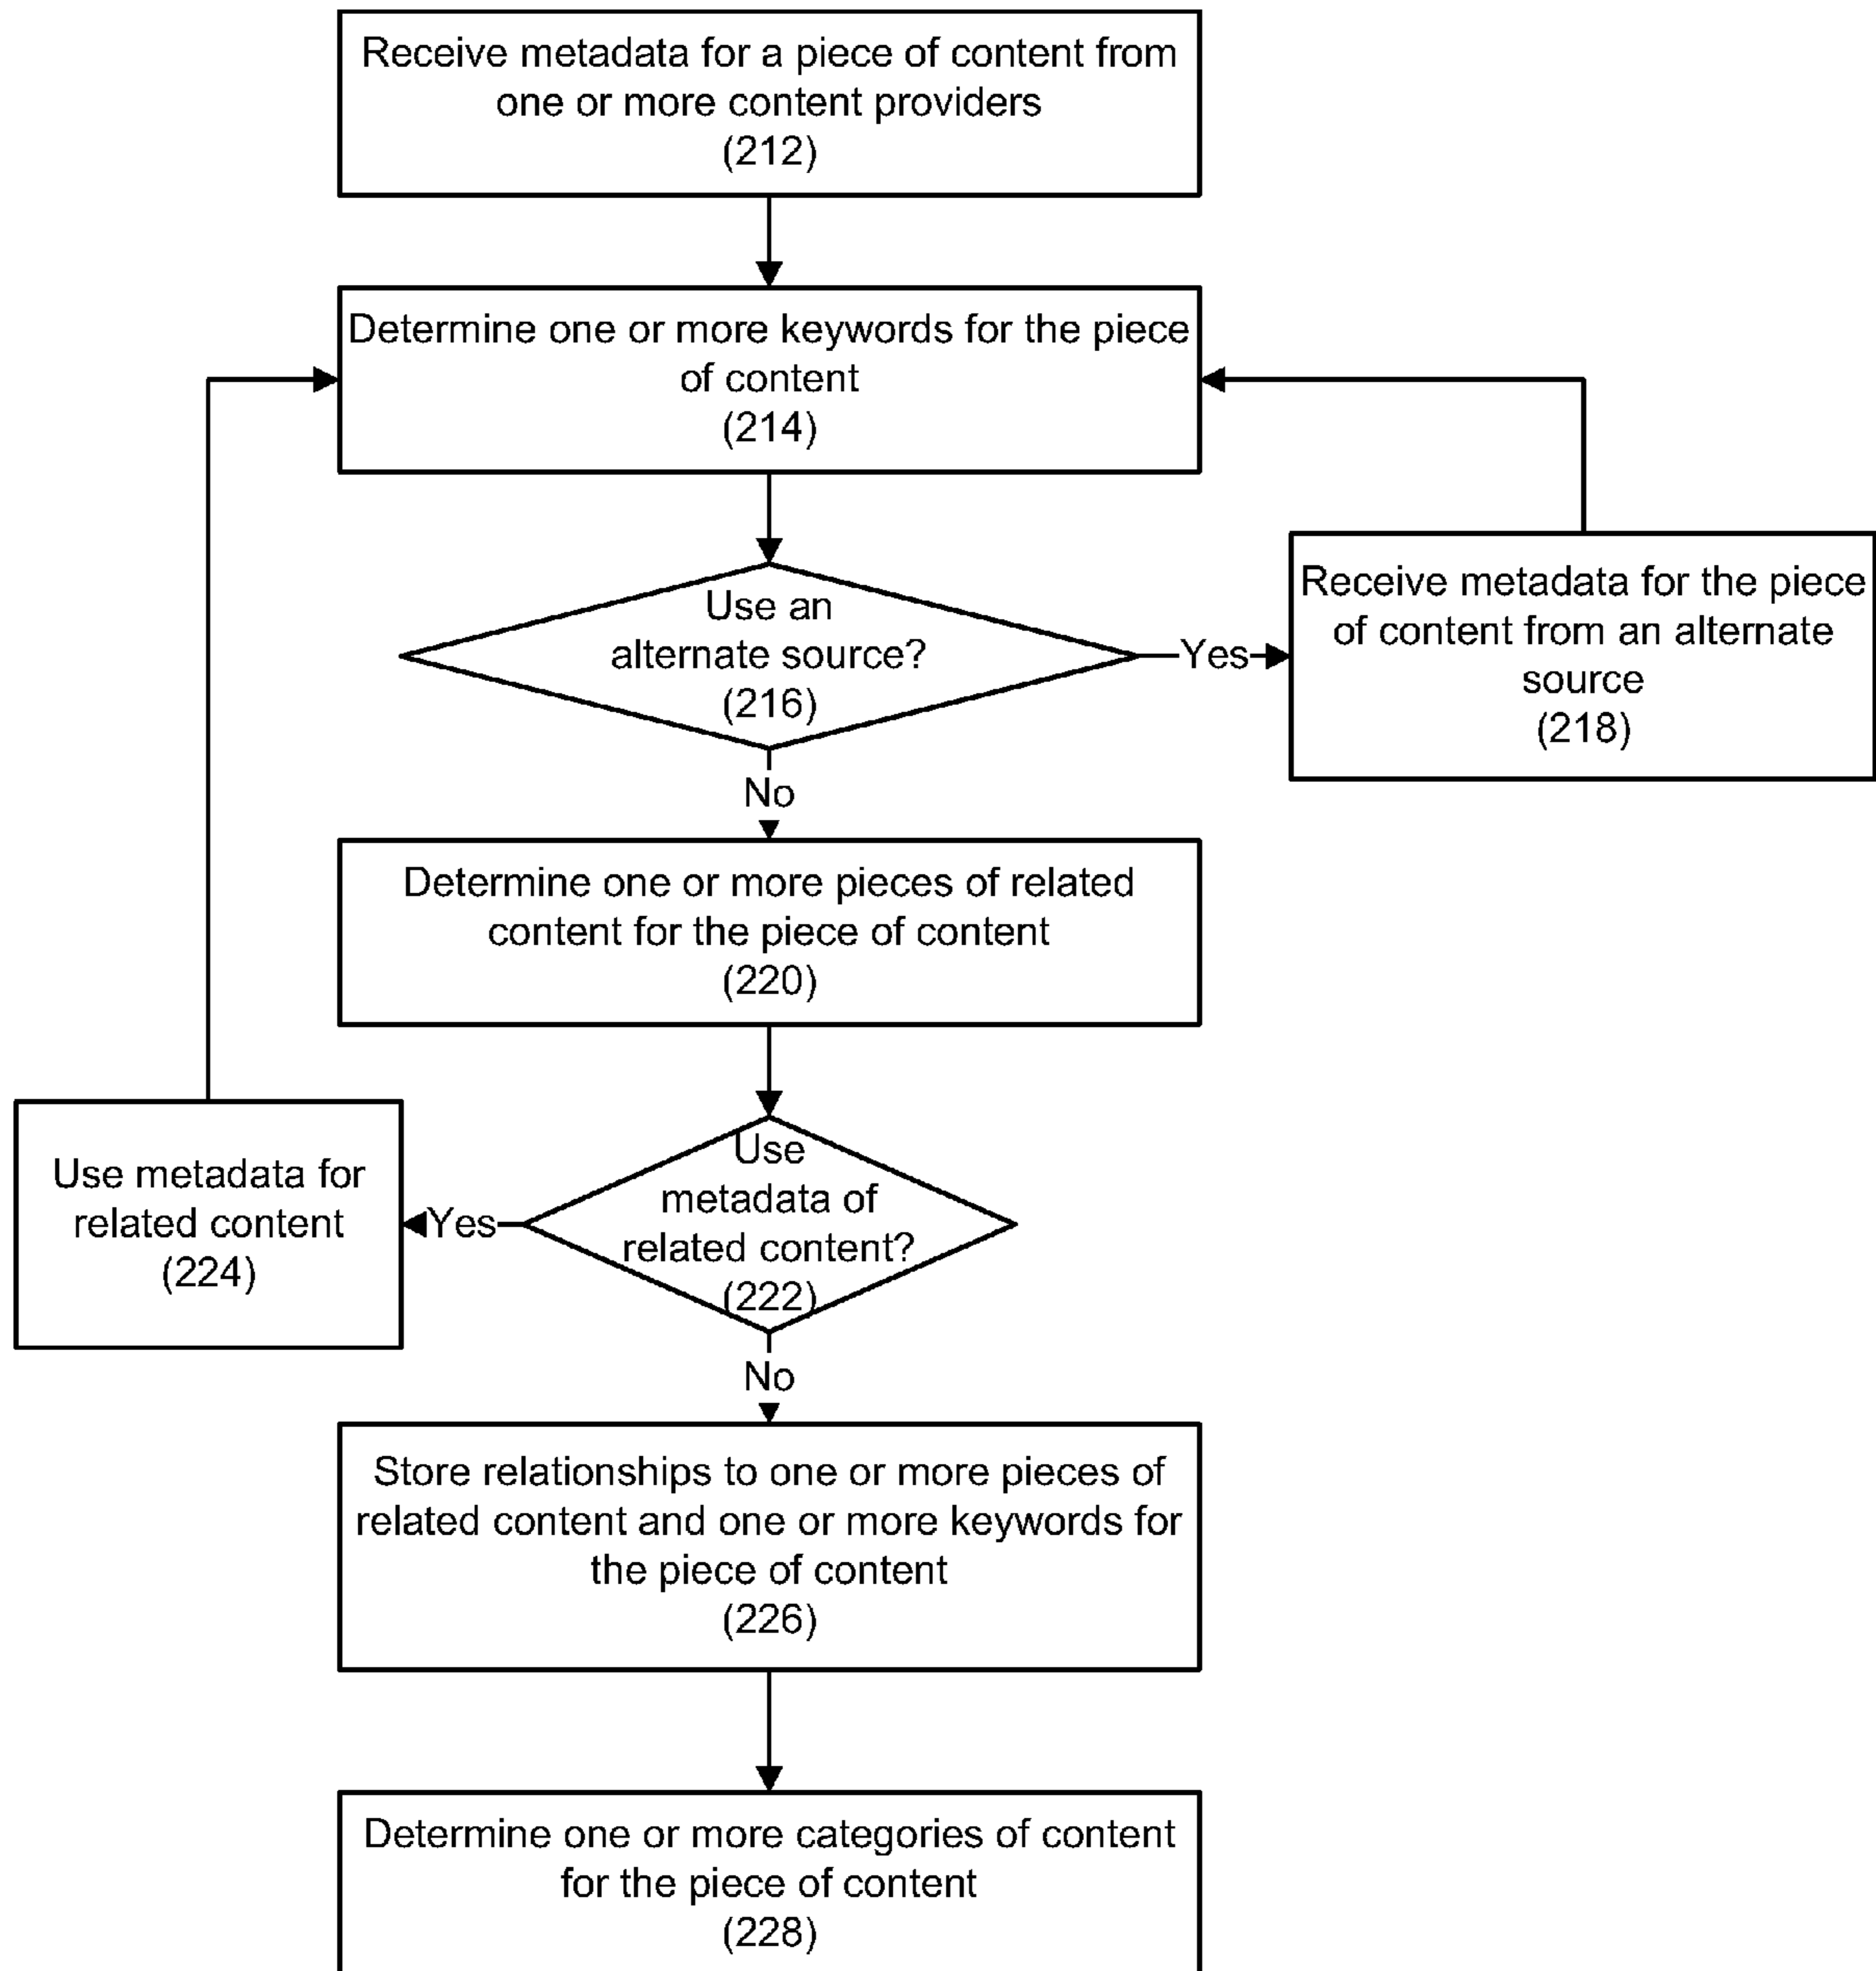 Receive metadata for a piece of content from
one or more content providers
(212)
Determine one or more keywords for the piece
of content
(214)
Use an
alternate source?
(216)
Yes
Receive metadata for the piece
of content from an alternate
source
(218)
No
Determine one or more pieces of related
content for the piece of content
(220)
Use
metadata of
related content?
(222)
Yes
Use metadata for
related content
(224)
No
Store relationships to one or more pieces of
related content and one or more keywords for
the piece of content
(226)
Determine one or more categories of content
for the piece of content
(228)